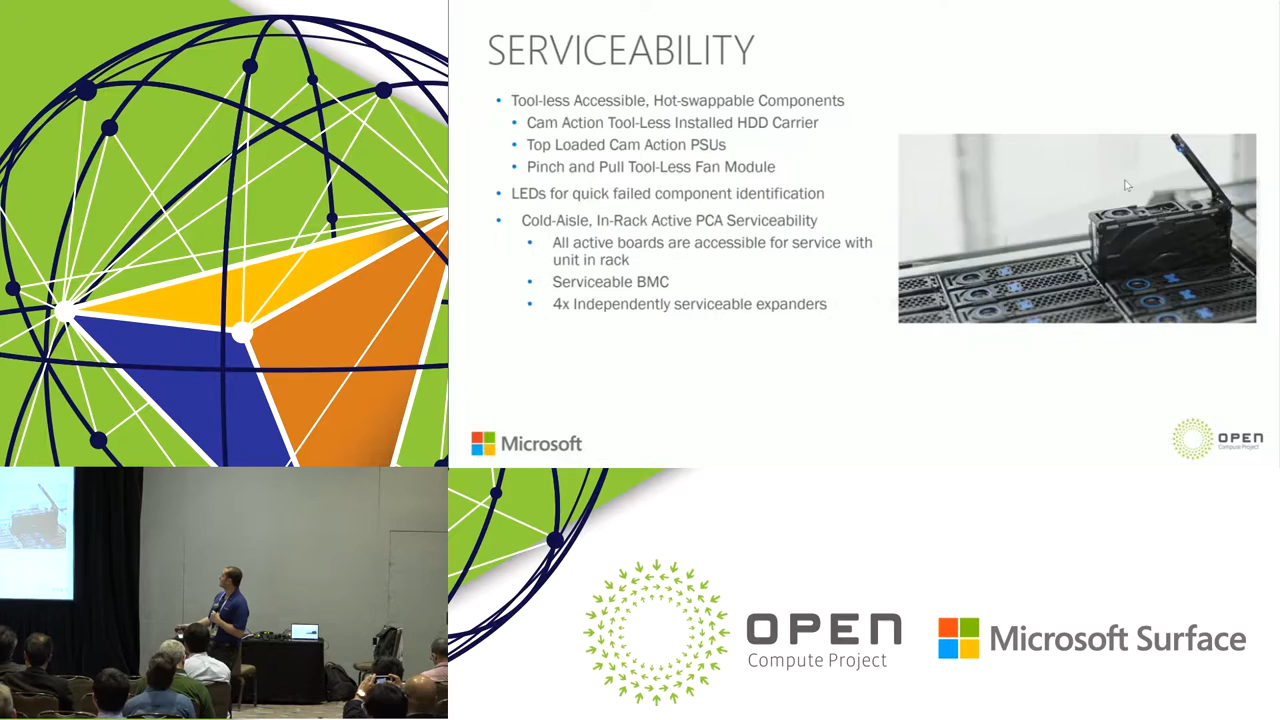 SERVICEABILITY
• Tool-less Accessible, Hot-swappable Components
• Cam Action Tool-Less Installed HDD Carrier
• Top Loaded Cam Action PSUs
• Pinch and Pull Tool-Less Fan Module
• LEDs for quick failed component identification
• Cold-Aisle, In-Rack Active PCA Serviceability
• All active boards are accessible for service with
unit in rack
• Serviceable BMC
• 4x Independently serviceable expanders
Microsoft
OPEN
Compute Project
OPEN
Compute Project
Microsoft Surface